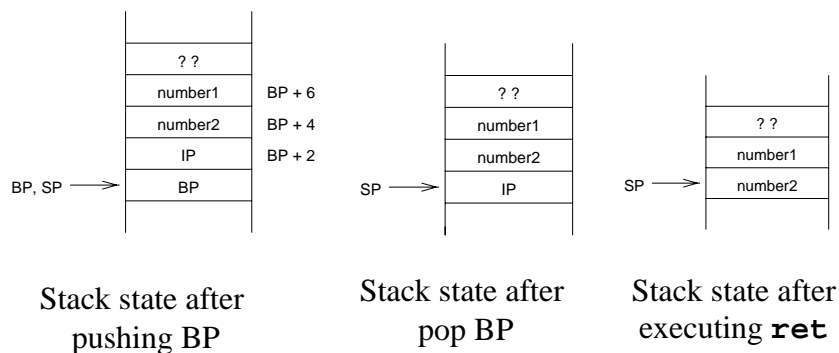 ? ?
number1 BP + 6
number2 BP + 4
IP BP + 2
BP, SP BP
Stack state after
pushing BP
? ?
number1
number2
SP IP
Stack state after
pop BP
? ?
number1
SP number2
Stack state after
executing ret